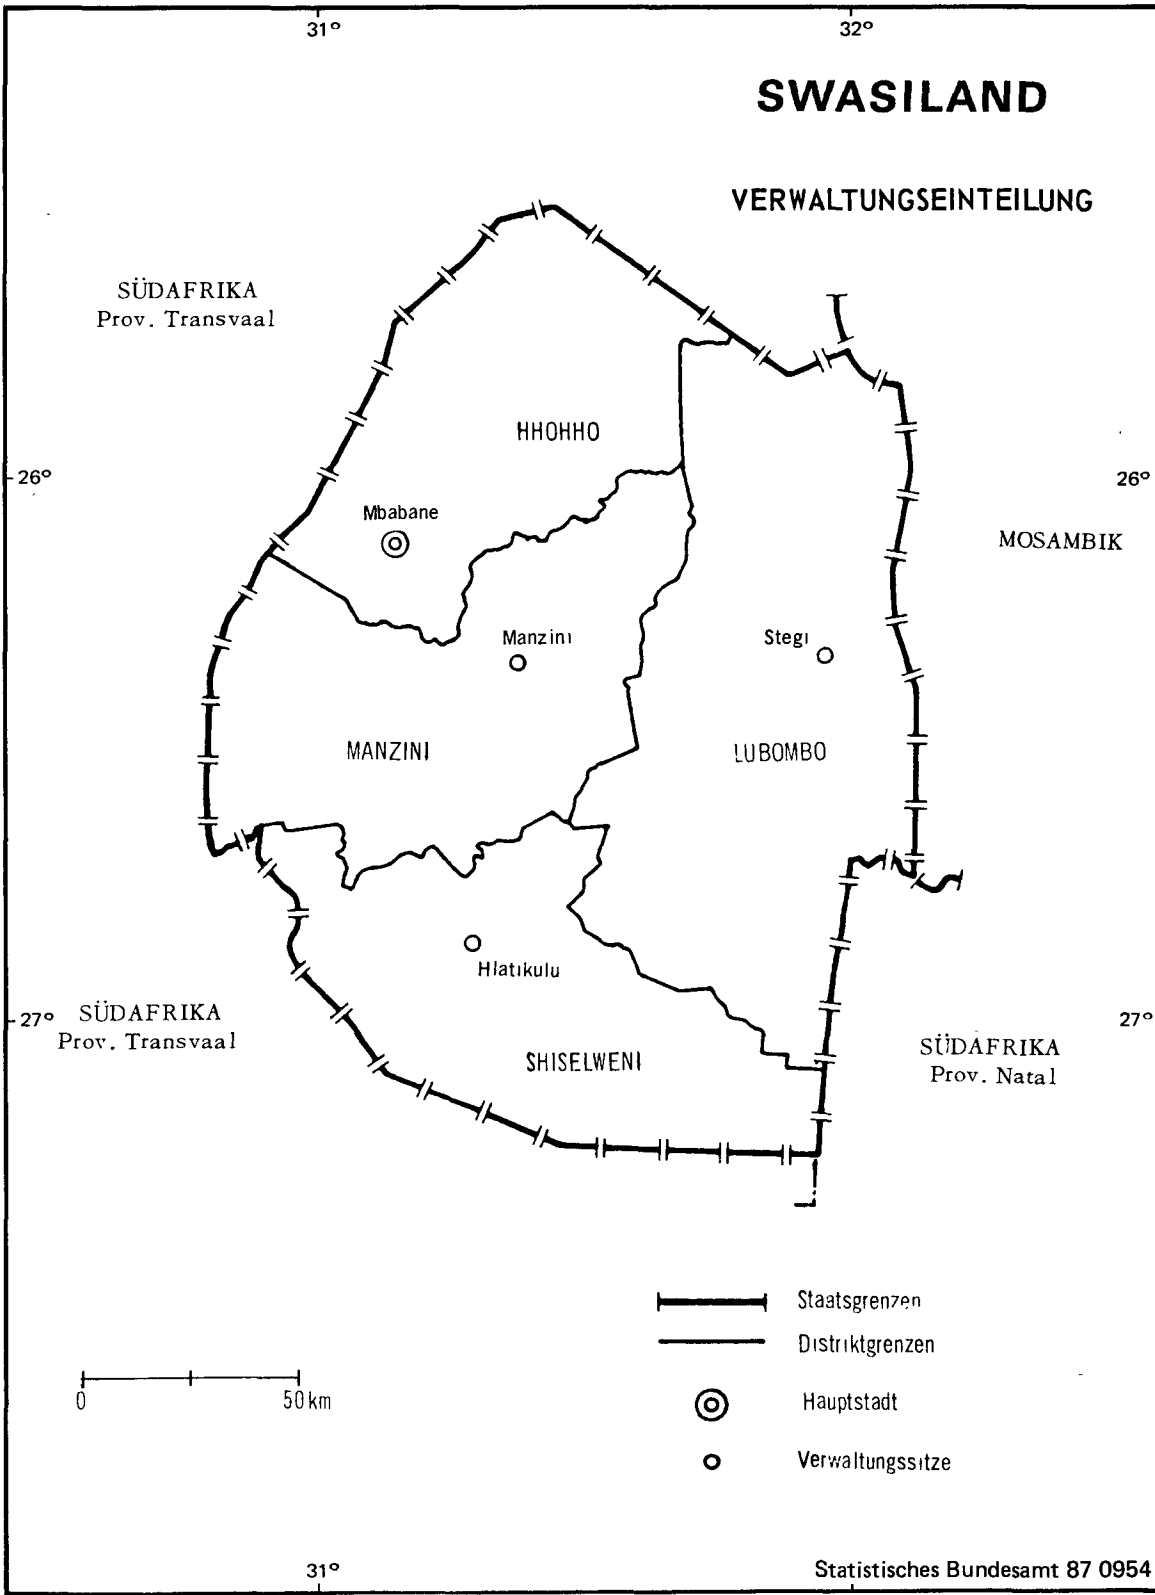 31°
32°
SWASILAND
VERWALTUNGSEINTEILUNG
SÜDAFRIKA
Prov. Transvaal
HHOHHO
26°
26°
Mbabane
MOSAMBIK
Manzini
Stegi
MANZINI
LUBOMBO
Hlatikulu
27°
SÜDAFRIKA
Prov. Transvaal
27°
SÜDAFRIKA
Prov. Natal
SHISELWENI
Staatsgrenzen
Distriktgrenzen
0
50 km
Hauptstadt
Verwaltungssitze
31°
Statistisches Bundesamt 87 0954